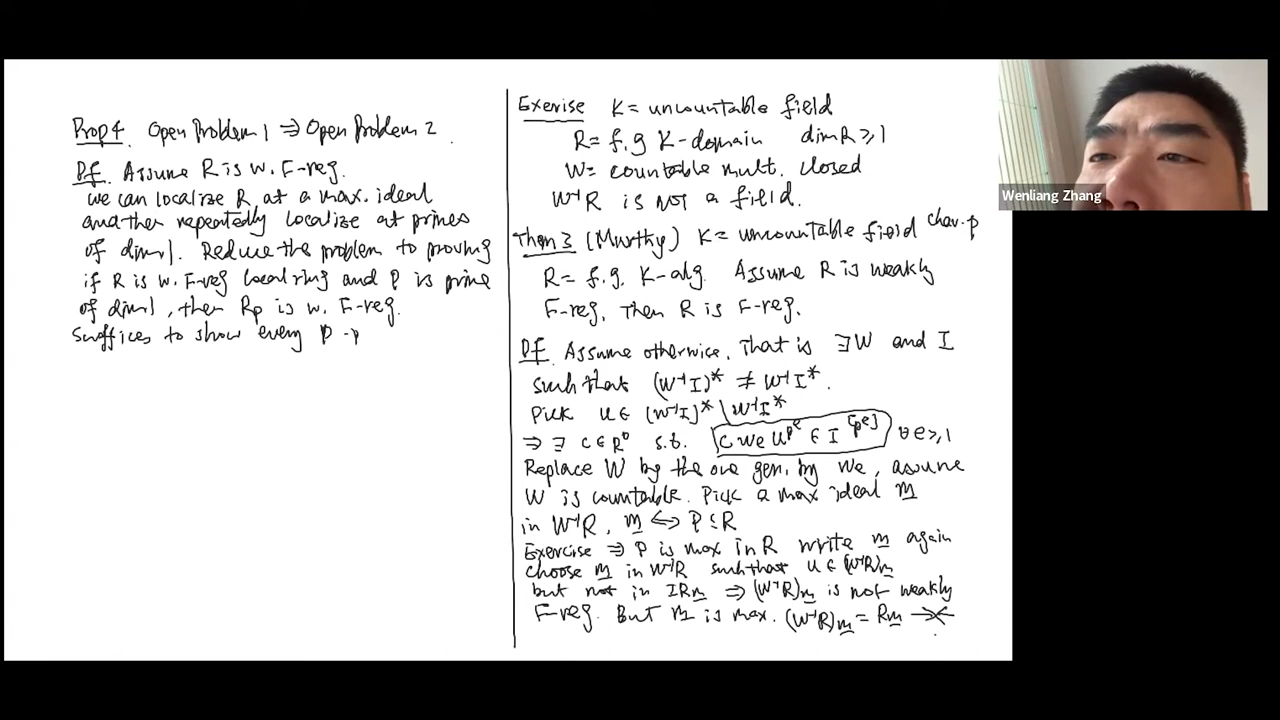 Prop 4. Open Problem 1 ⇒ Open Problem 2.
Pf. Assume R is w. F-reg.
we can localize R at a max. ideal
and then repeatedly localize at primes
of dim 1. Reduce the problem to proving
if R is w. F-reg local ring and P is prime
of dim 1, then Rp is w. F-reg.
Suffices to show every p -p
Exerise K = uncountable field
R = f.g K-domain dim R ≥ 1
W = countable mult. closed
W⁻¹R is not a field.
Thm 3 (Murthy) K = uncountable field char. p
R = f.g. K-alg. Assume R is weakly
F-reg. Then R is F-reg.
Pf. Assume otherwise. That is ∃ W and I
such that (W⁻¹I)* ≠ W⁻¹I*.
Pick u ∈ (W⁻¹I)* \ W⁻¹I*
⇒ ∃ c ∈ R° s.t. c we u^{p^e} ∈ I^{[p^e]} ∀ e ≥ 1
Replace W by the one gen. by we, assume
W is countable. Pick a max ideal m
in W⁻¹R, m ↔ P ⊆ R
Exercise ⇒ P is max in R write m again
choose m in W⁻¹R such that u ∈ (W⁻¹R)m
but not in IRm ⇒ (W⁻¹R)m is not weakly
F-reg. But m is max. (W⁻¹R)m = Rm
Wenliang Zhang